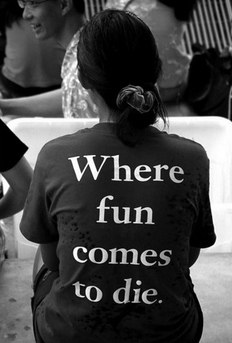 Where
fun
comes
to die.